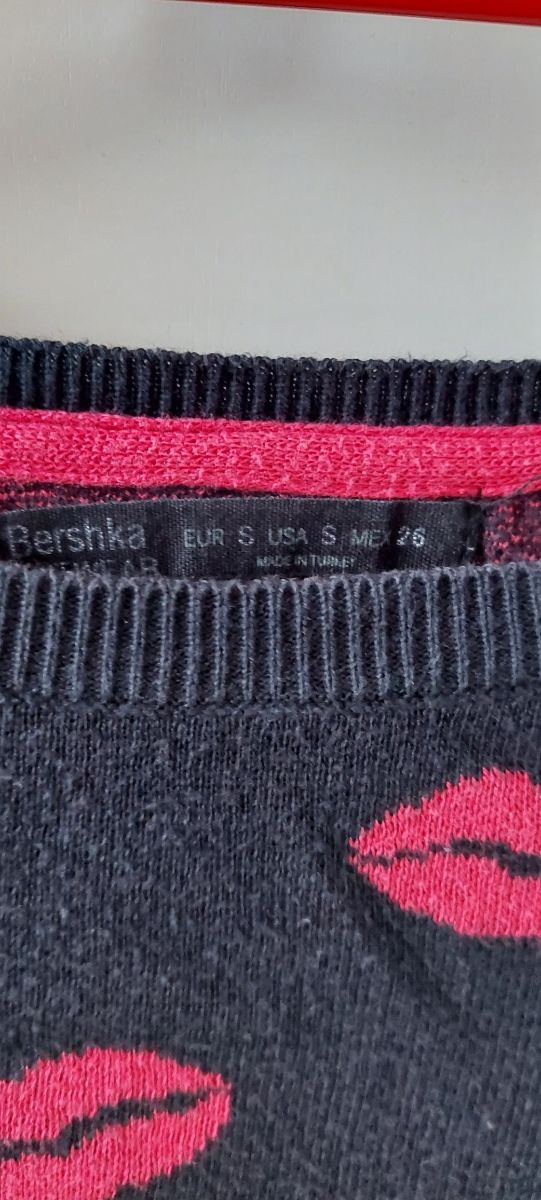 Bershka EUR S USA S MEX 26
MADE IN TURKEY